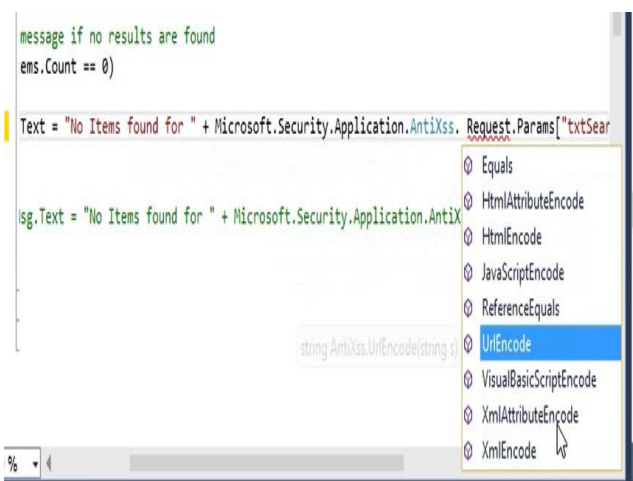 message if no results are found
ems.Count == 0)
Text = "No Items found for " + Microsoft.Security.Application.AntiXss. Request.Params["txtSear
Equals
HtmlAttributeEncode
lsg.Text = "No Items found for " + Microsoft.Security.Application.AntiX
HtmlEncode
JavaScriptEncode
ReferenceEquals
string AntiXss.UrlEncode(string s)
UrlEncode
VisualBasicScriptEncode
XmlAttributeEncode
XmlEncode
%